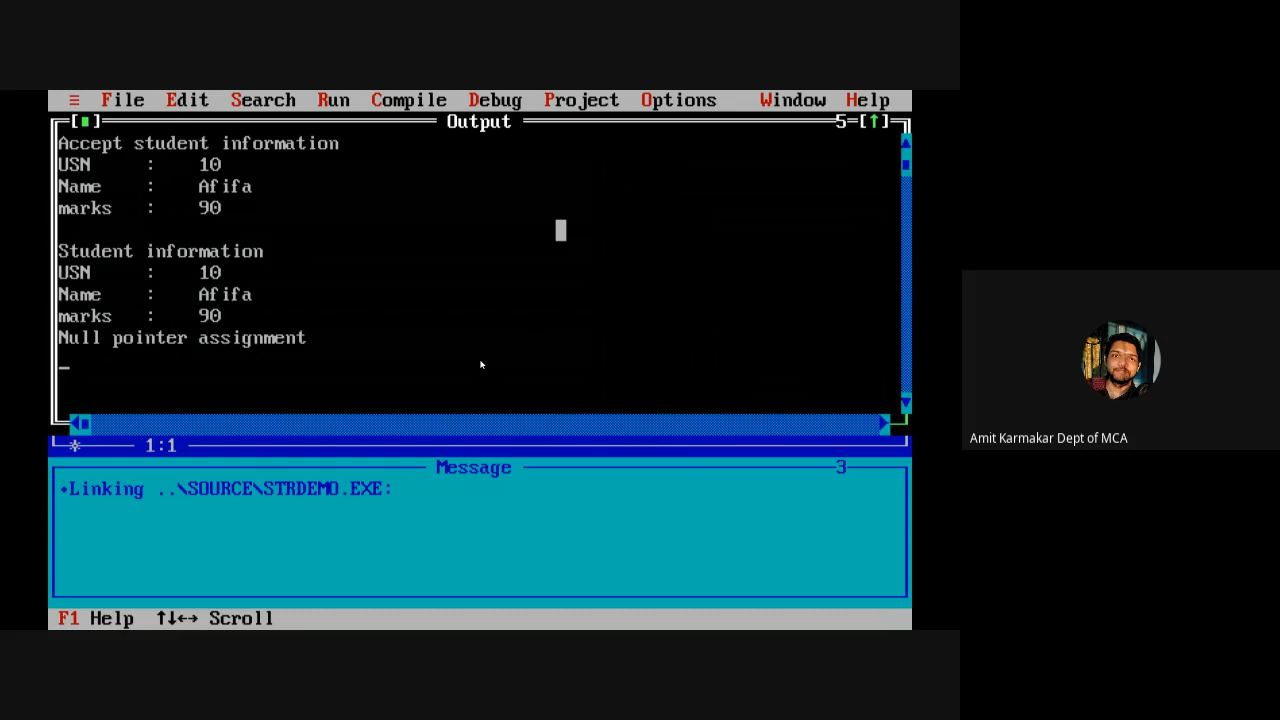 ≡ File Edit Search Run Compile Debug Project Options Window Help
[■] Output 5=[↑]
Accept student information
USN : 10
Name : Afifa
marks : 90
Student information
USN : 10
Name : Afifa
marks : 90
Null pointer assignment
1:1
Message 3
•Linking ..\SOURCE\STRDEMO.EXE:
F1 Help ↑↓←→ Scroll
Amit Karmakar Dept of MCA